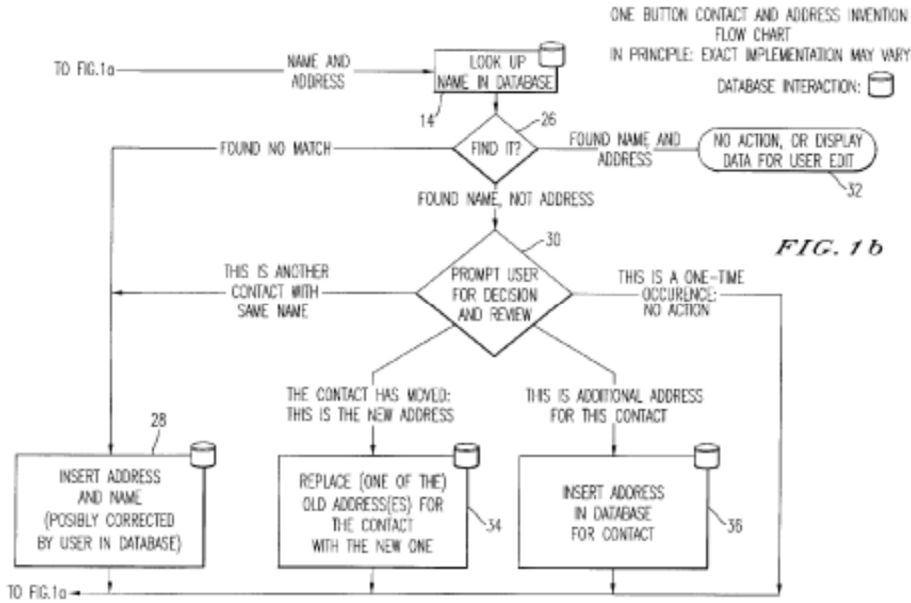 ONE BUTTON CONTACT AND ADDRESS INVENTION
FLOW CHART
IN PRINCIPLE: EXACT IMPLEMENTATION MAY VARY
DATABASE INTERACTION:
TO FIG.1a
NAME AND
ADDRESS
LOOK UP
NAME IN DATABASE
14
26
FIND IT?
FOUND NO MATCH
FOUND NAME AND
ADDRESS
NO ACTION, OR DISPLAY
DATA FOR USER EDIT
32
FOUND NAME, NOT ADDRESS
FIG. 1b
30
PROMPT USER
FOR DECISION
AND REVIEW
THIS IS ANOTHER
CONTACT WITH
SAME NAME
THIS IS A ONE-TIME
OCCURENCE:
NO ACTION
THE CONTACT HAS MOVED:
THIS IS THE NEW ADDRESS
THIS IS ADDITIONAL ADDRESS
FOR THIS CONTACT
28
INSERT ADDRESS
AND NAME
(POSIBLY CORRECTED
BY USER IN DATABASE)
REPLACE (ONE OF THE)
OLD ADDRESS(ES) FOR
THE CONTACT
WITH THE NEW ONE
34
INSERT ADDRESS
IN DATABASE
FOR CONTACT
36
TO FIG.1a